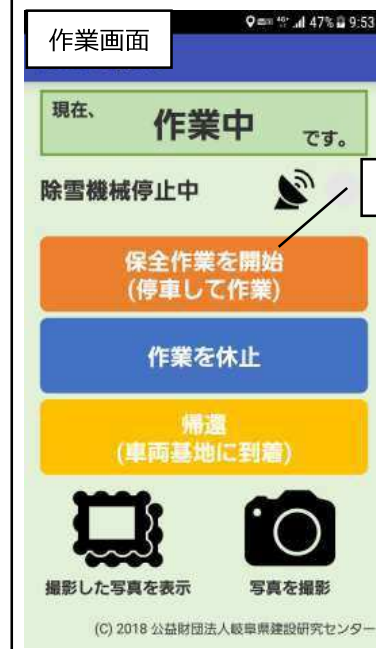 作業画面
47% 9:53
現在、
作業中
です。
除雪機械停止中
保全作業を開始
(停車して作業)
作業を休止
帰還
(車両基地に到着)
撮影した写真を表示
写真を撮影
(C) 2018 公益財団法人岐阜県建設研究センター